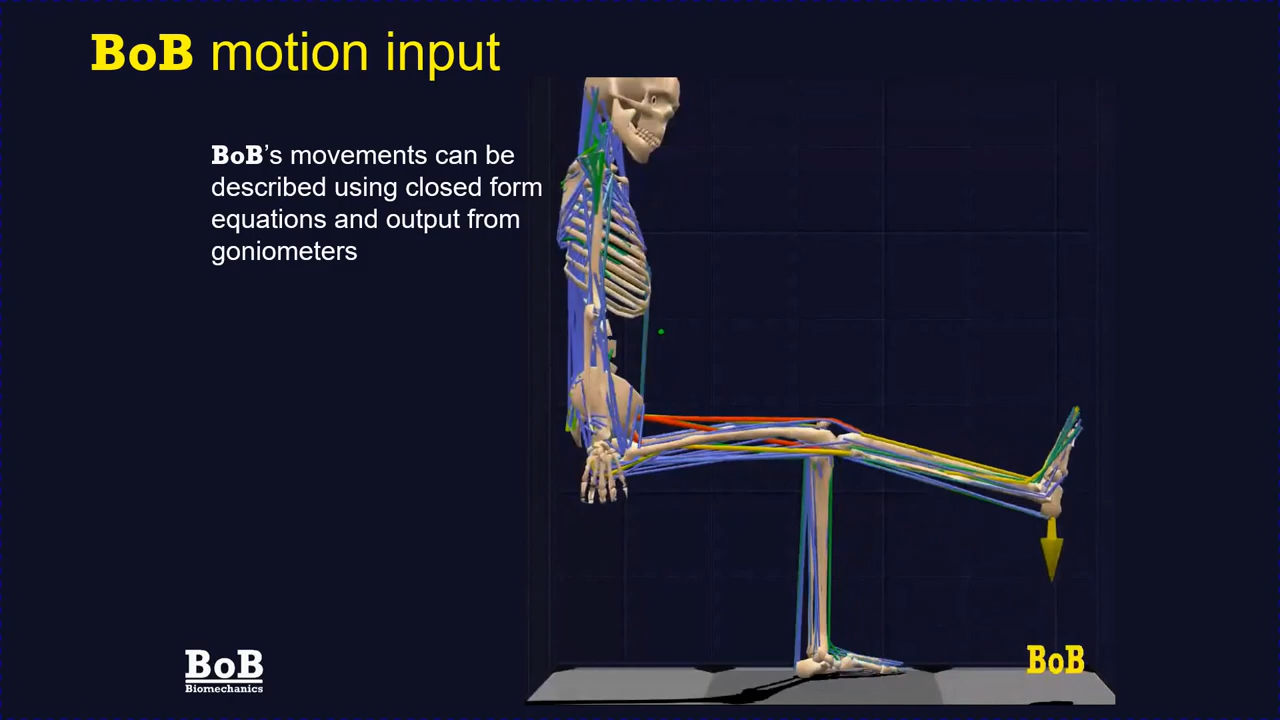 BoB motion input
BoB's movements can be
described using closed form
equations and output from
goniometers
BoB
Biomechanics
BoB